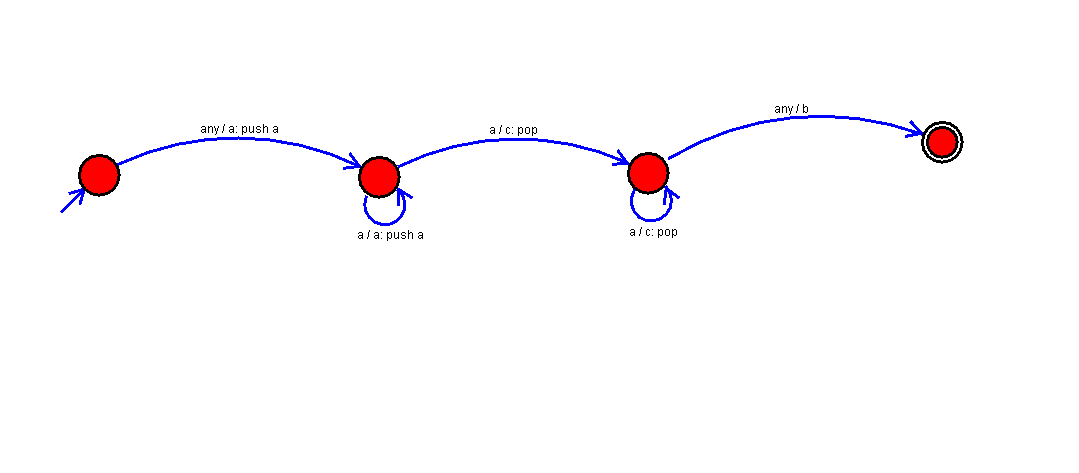 any / a: push a
a / c: pop
any / b
a / a: push a
a / c: pop